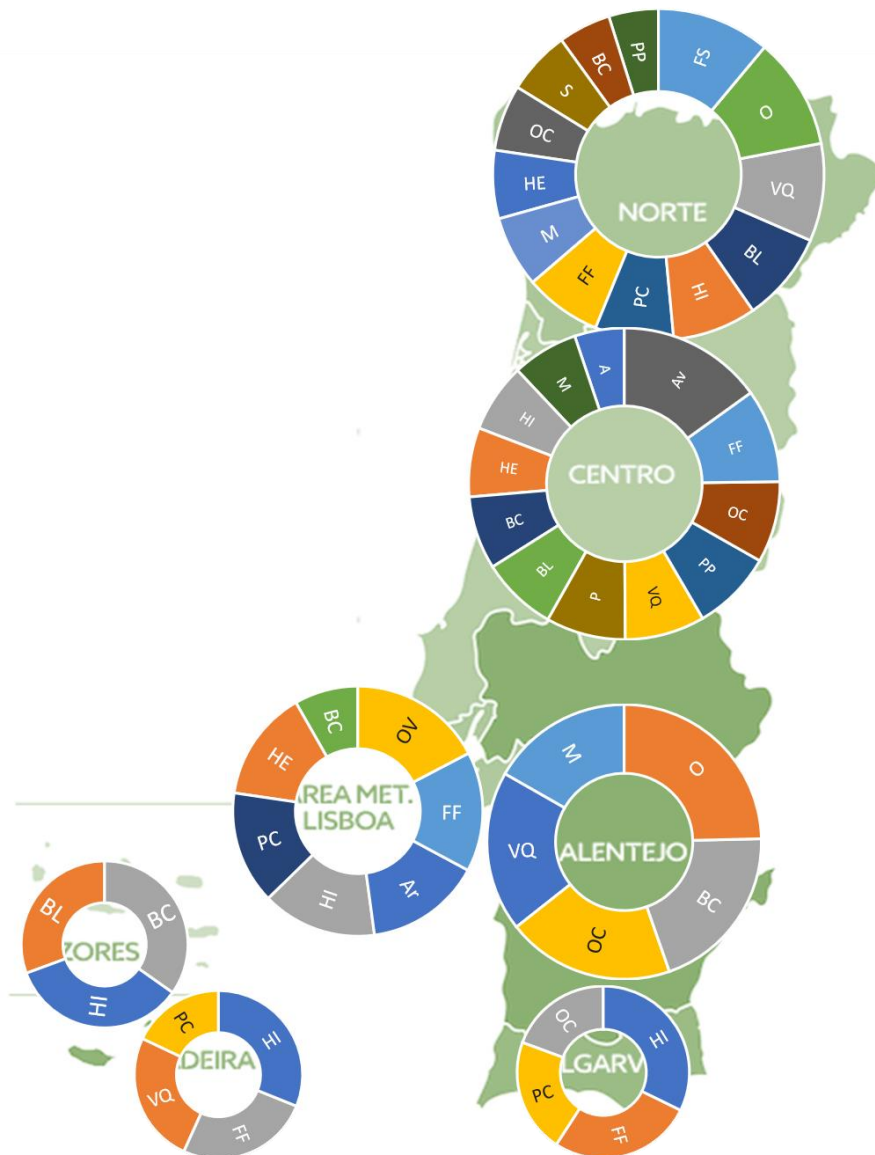 FS
O
VQ
BL
HI
PC
FF
M
HE
OC
S
BC
PP
NORTE
AV
FF
OC
PP
VQ
P
BL
BC
HE
HI
M
A
CENTRO
OV
FF
Ar
HI
PC
HE
BC
ÁREA MET.
LISBOA
O
BC
OC
VQ
M
ALENTEJO
BC
HI
BL
ZORES
HI
FF
VQ
PC
DEIRA
HI
FF
PC
OC
LGARV